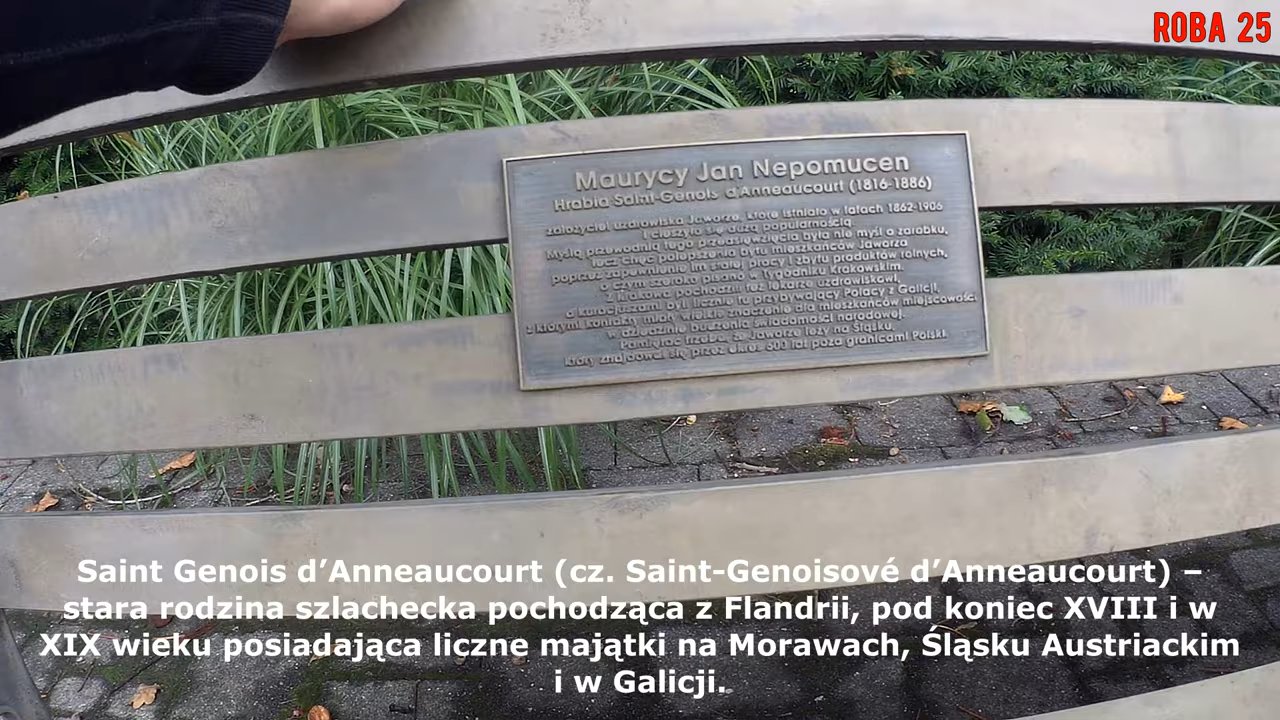 ROBA 25
Maurycy Jan Nepomucen
Hrabia Saint-Genois d'Anneaucourt (1816-1886)
założyciel uzdrowiska Jaworze, które istniało w latach 1862-1906
i cieszyło się dużą popularnością.
Myślą przewodnią tego przedsięwzięcia była nie myśl o zarobku,
lecz chęć polepszenia bytu mieszkańców Jaworza
poprzez zapewnienie im stałej pracy i zbytu produktów rolnych,
o czym szeroko pisano w Tygodniku Krakowskim.
Z Krakowa pochodzili też lekarze uzdrowiskowi,
a kuracjuszami byli licznie tu przybywający Polacy z Galicji,
z którymi kontakt miały wielkie znaczenie dla mieszkańców miejscowości
w dziedzinie budzenia świadomości narodowej.
Pamiętać trzeba, że Jaworze leży na Śląsku,
który znajdował się przez okres 600 lat poza granicami Polski.
Saint Genois d’Anneaucourt (cz. Saint-Genoisové d’Anneaucourt) –
stara rodzina szlachecka pochodząca z Flandrii, pod koniec XVIII i w
XIX wieku posiadająca liczne majątki na Morawach, Śląsku Austriackim
i w Galicji.